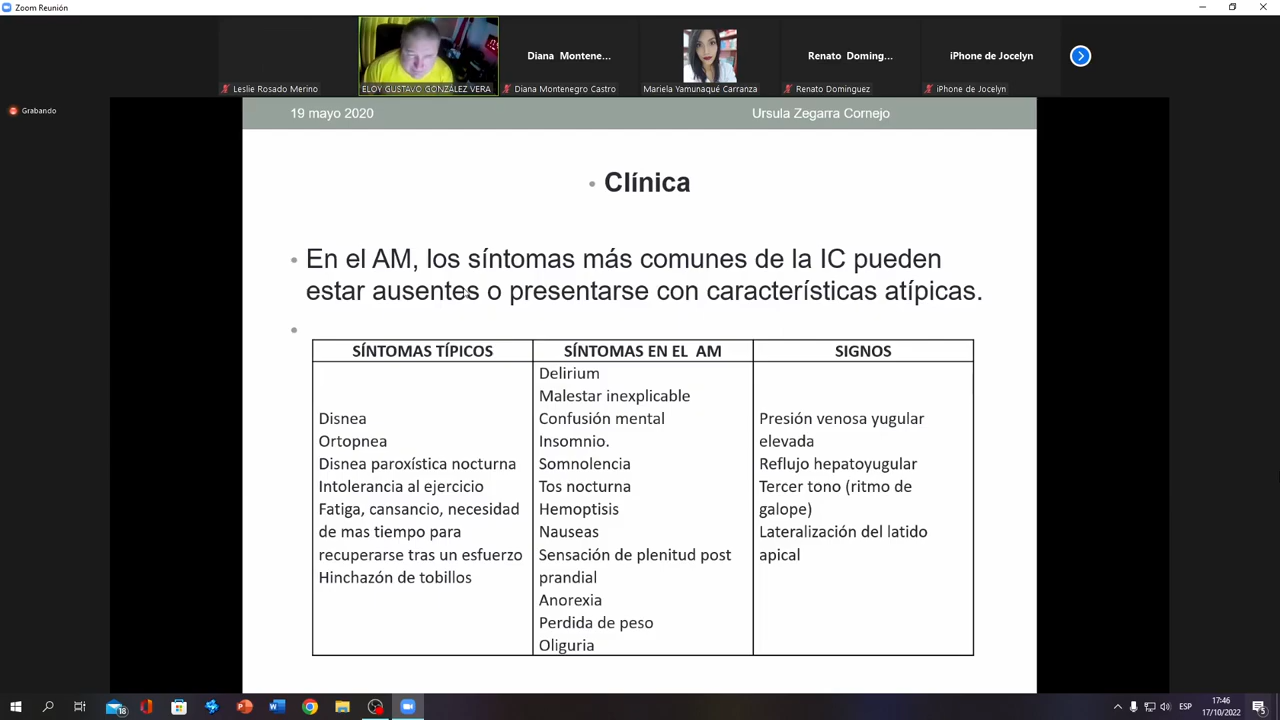 Zoom Reunión
Diana Montene...
Renato Doming...
iPhone de Jocelyn
Leslie Rosado Merino
ELOY GUSTAVO GONZALEZ VERA
Diana Montenegro Castro
Mariela Yamunaqué Carranza
Renato Dominguez
iPhone de Jocelyn
Grabando
19 mayo 2020
Ursula Zegarra Cornejo
• Clínica
• En el AM, los síntomas más comunes de la IC pueden
estar ausentes o presentarse con características atípicas.
•
SÍNTOMAS TÍPICOS
Disnea
Ortopnea
Disnea paroxística nocturna
Intolerancia al ejercicio
Fatiga, cansancio, necesidad
de mas tiempo para
recuperarse tras un esfuerzo
Hinchazón de tobillos
SÍNTOMAS EN EL AM
Delirium
Malestar inexplicable
Confusión mental
Insomnio.
Somnolencia
Tos nocturna
Hemoptisis
Nauseas
Sensación de plenitud post
prandial
Anorexia
Perdida de peso
Oliguria
SIGNOS
Presión venosa yugular
elevada
Reflujo hepatoyugular
Tercer tono (ritmo de
galope)
Lateralización del latido
apical
18
ESP
17:46
17/10/2022
5